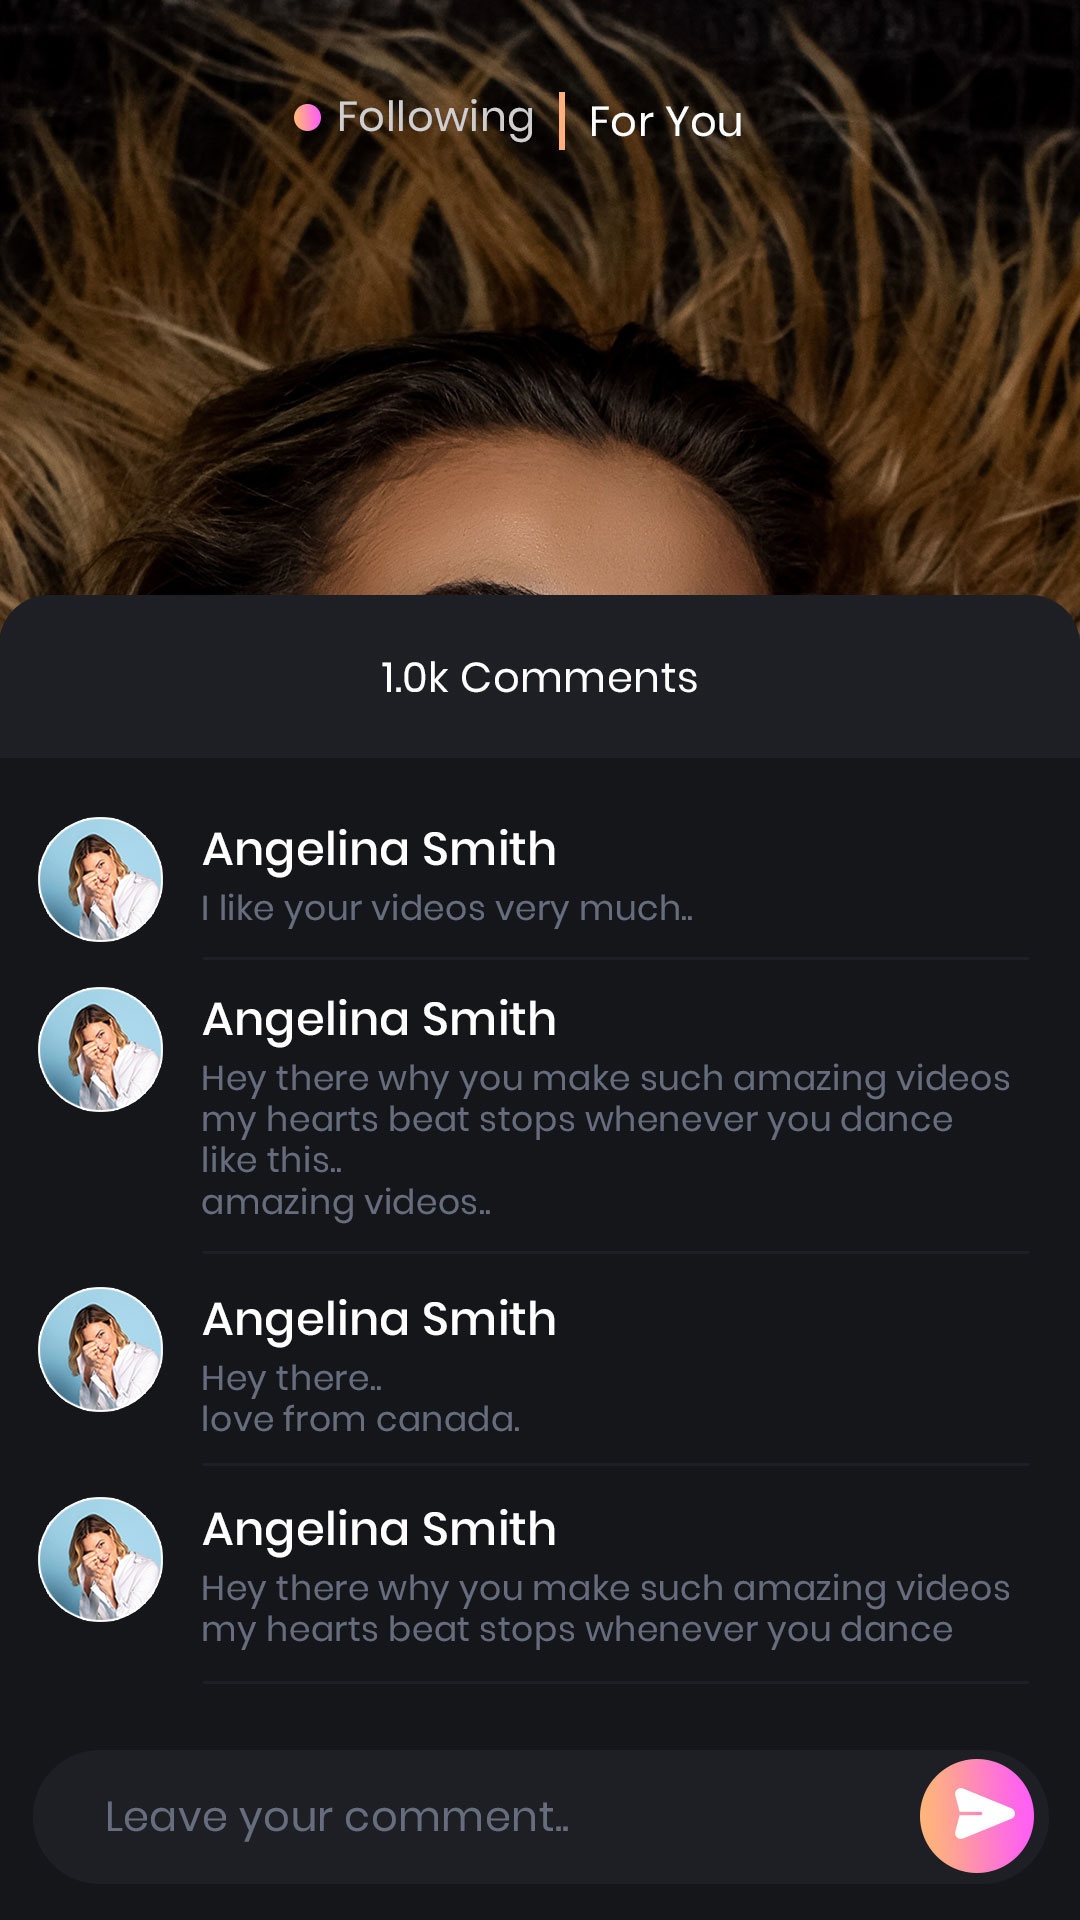 Following
For You
1.0k Comments
Angelina Smith
I like your videos very much..
Angelina Smith
Hey there why you make such amazing videos
my hearts beat stops whenever you dance
like this..
amazing videos..
Angelina Smith
Hey there..
love from canada.
Angelina Smith
Hey there why you make such amazing videos
my hearts beat stops whenever you dance
Leave your comment..